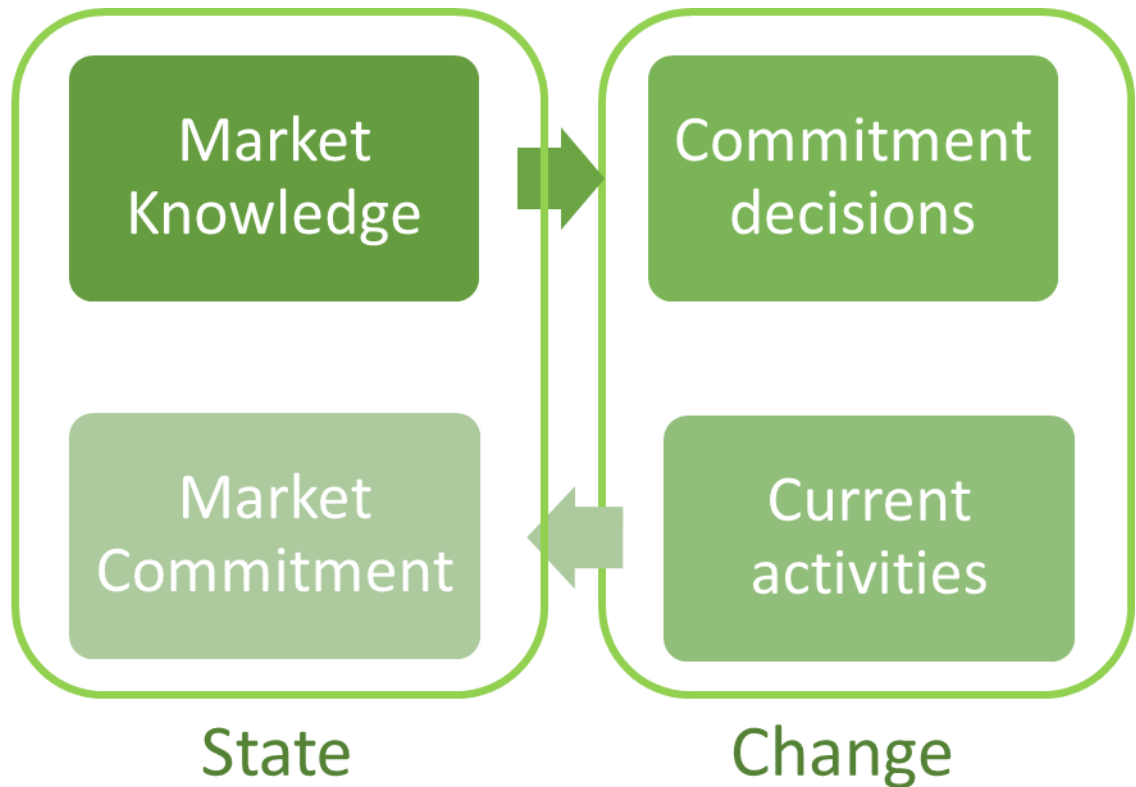 Market
Knowledge
Commitment
decisions
Market
Commitment
Current
activities
State
Change